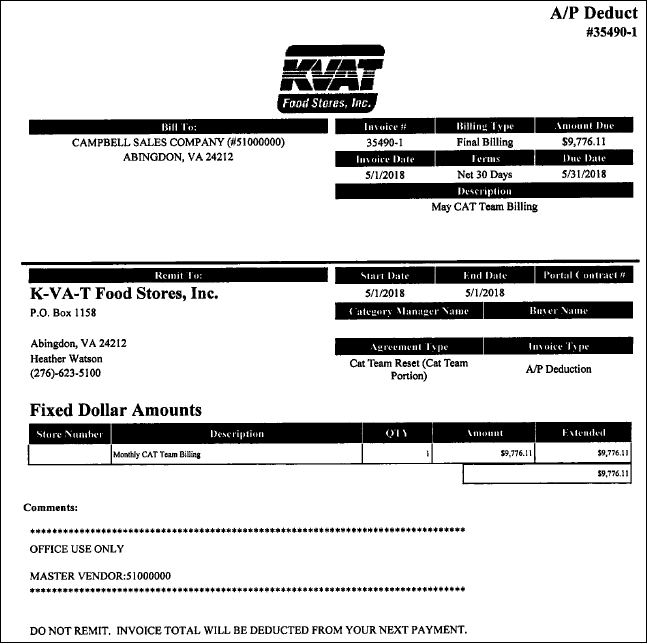 A/P Deduct
#35490-1
KVAT
Food Stores, Inc.
Bill To:
CAMPBELL SALES COMPANY (#51000000)
ABINGDON, VA 24212
Invoice # Billing Type Amount Due
35490-1 Final Billing $9,776.11
Invoice Date Terms Due Date
5/1/2018 Net 30 Days 5/31/2018
Description
May CAT Team Billing
Remit To:
K-VA-T Food Stores, Inc.
P.O. Box 1158
Abingdon, VA 24212
Heather Watson
(276)-623-5100
Start Date End Date Portal Contract #
5/1/2018 5/1/2018
Category Manager Name Buyer Name
Agreement Type Invoice Type
Cat Team Reset (Cat Team A/P Deduction
Portion)
Fixed Dollar Amounts
Store Number Description QTY Amount Extended
Monthly CAT Team Billing 1 $9,776.11 $9,776.11
$9,776.11
Comments:
******************************************************************************
OFFICE USE ONLY
MASTER VENDOR:51000000
******************************************************************************
DO NOT REMIT. INVOICE TOTAL WILL BE DEDUCTED FROM YOUR NEXT PAYMENT.